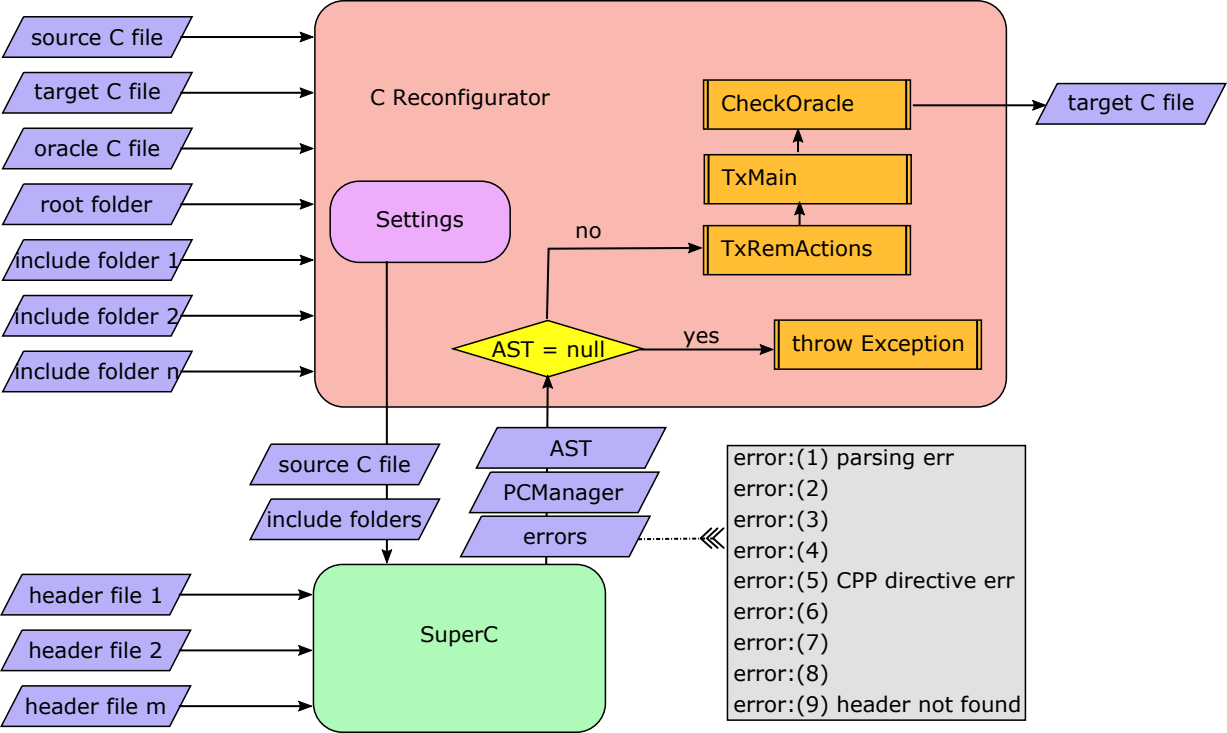 source C file
target C file
oracle C file
root folder
include folder 1
include folder 2
include folder n
C Reconfigurator
Settings
CheckOracle
TxMain
TxRemActions
no
AST = null
yes
throw Exception
target C file
source C file
include folders
AST
PCManager
errors
error:(1) parsing err
error:(2)
error:(3)
error:(4)
error:(5) CPP directive err
error:(6)
error:(7)
error:(8)
error:(9) header not found
header file 1
header file 2
header file m
SuperC